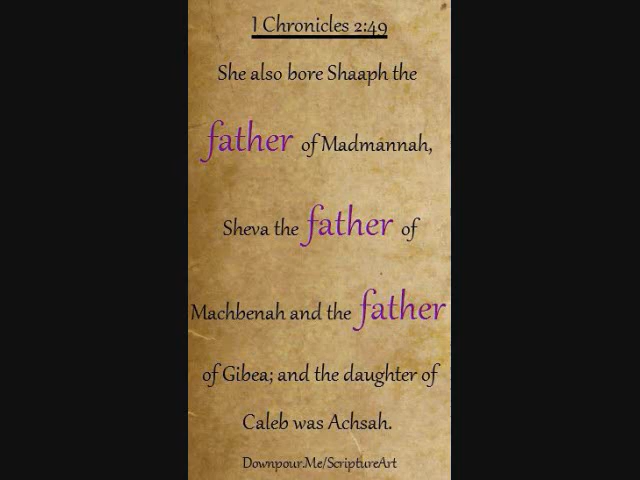 1 Chronicles 2:49
She also bore Shaaph the
father of Madmannah,
Sheva the father of
Machbenah and the father
of Gibea; and the daughter of
Caleb was Achsah.
Downpour.Me/ScriptureArt